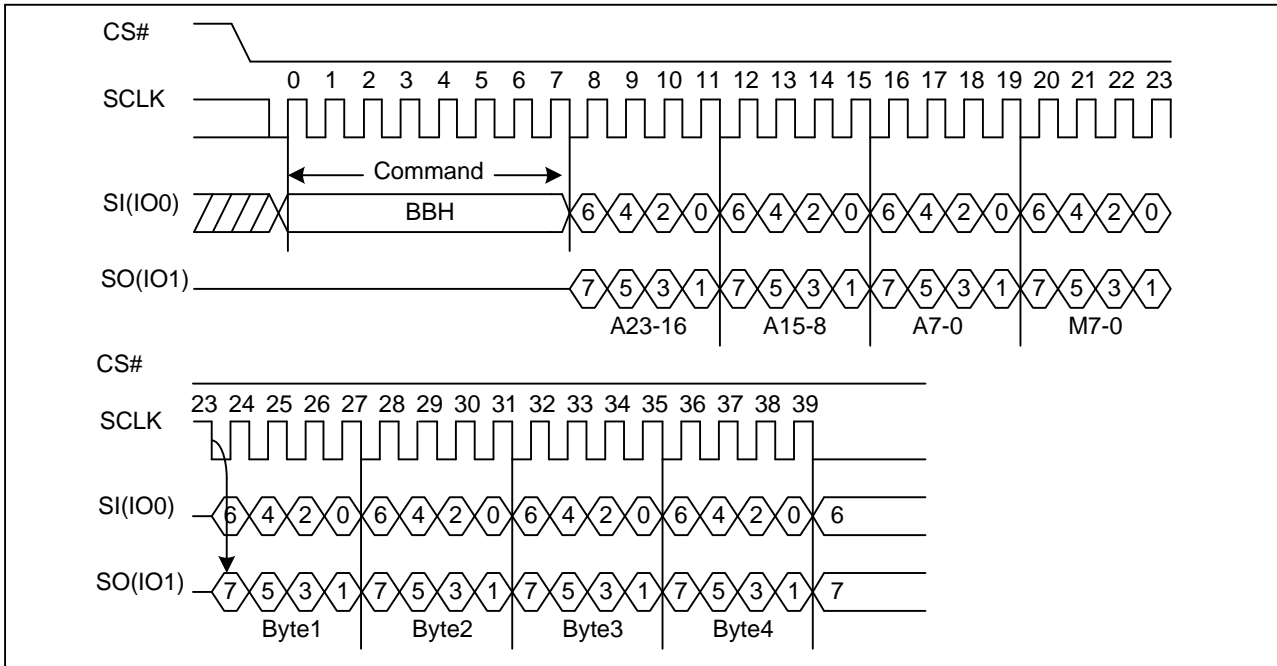 CS#
0 1 2 3 4 5 6 7 8 9 10 11 12 13 14 15 16 17 18 19 20 21 22 23
SCLK
Command
SI(IO0) BBH 6 4 2 0 6 4 2 0 6 4 2 0 6 4 2 0
SO(IO1) 7 5 3 1 7 5 3 1 7 5 3 1 7 5 3 1
A23-16 A15-8 A7-0 M7-0
CS#
23 24 25 26 27 28 29 30 31 32 33 34 35 36 37 38 39
SCLK
SI(IO0) 6 4 2 0 6 4 2 0 6 4 2 0 6 4 2 0 6
SO(IO1) 7 5 3 1 7 5 3 1 7 5 3 1 7 5 3 1 7
Byte1 Byte2 Byte3 Byte4